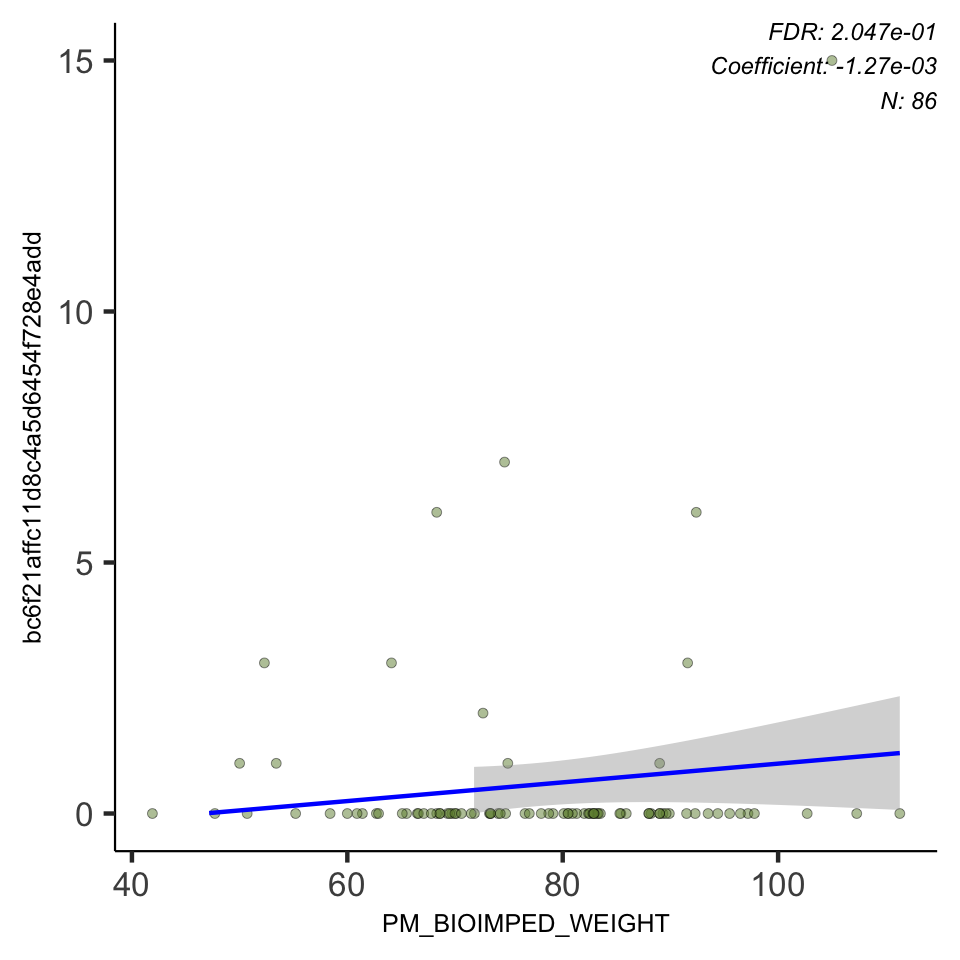 FDR: 2.047e-01
Coefficient: -1.27e-03
N: 86
15
10
5
0
bc6f21affc11d8c4a5d6454f728e4add
40 60 80 100
PM_BIOIMPED_WEIGHT